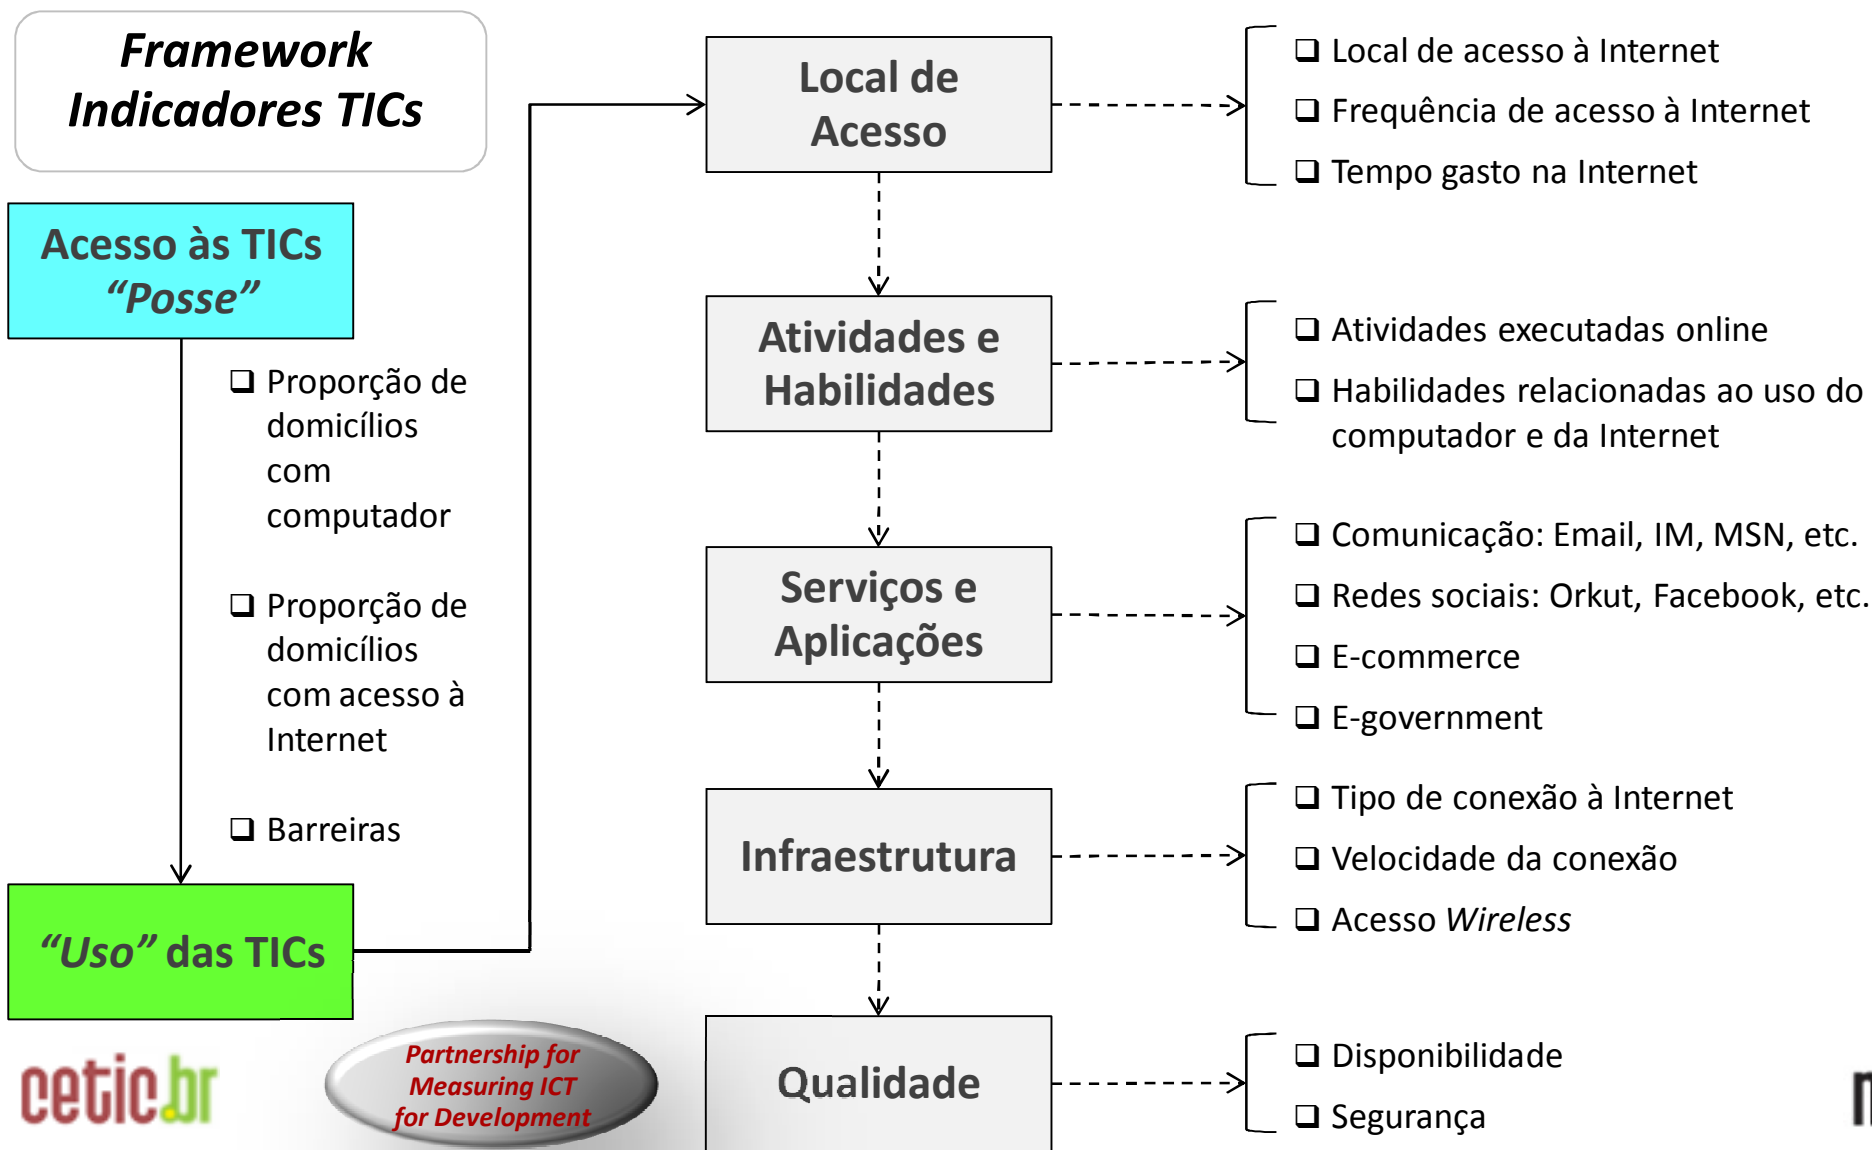 Framework
Indicadores TICs
Acesso às TICs
“Posse”
❑ Proporção de
domicílios
com
computador
❑ Proporção de
domicílios
com acesso à
Internet
❑ Barreiras
“Uso” das TICs
Local de
Acesso
❑ Local de acesso à Internet
❑ Frequência de acesso à Internet
❑ Tempo gasto na Internet
Atividades e
Habilidades
❑ Atividades executadas online
❑ Habilidades relacionadas ao uso do
computador e da Internet
Serviços e
Aplicações
❑ Comunicação: Email, IM, MSN, etc.
❑ Redes sociais: Orkut, Facebook, etc.
❑ E-commerce
❑ E-government
Infraestrutura
❑ Tipo de conexão à Internet
❑ Velocidade da conexão
❑ Acesso Wireless
Qualidade
❑ Disponibilidade
❑ Segurança
cetic.br
Partnership for
Measuring ICT
for Development